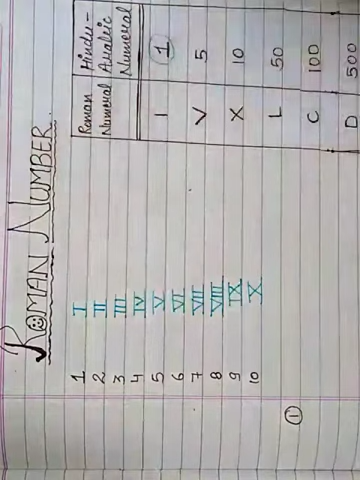 ROMAN NUMBER
1 I
2 II
3 III
4 IV
5 V
6 VI
7 VII
8 VIII
9 IX
10 X
Roman Numeral Hindu-Arabic Numeral
I 1
V 5
X 10
L 50
C 100
D 500
1